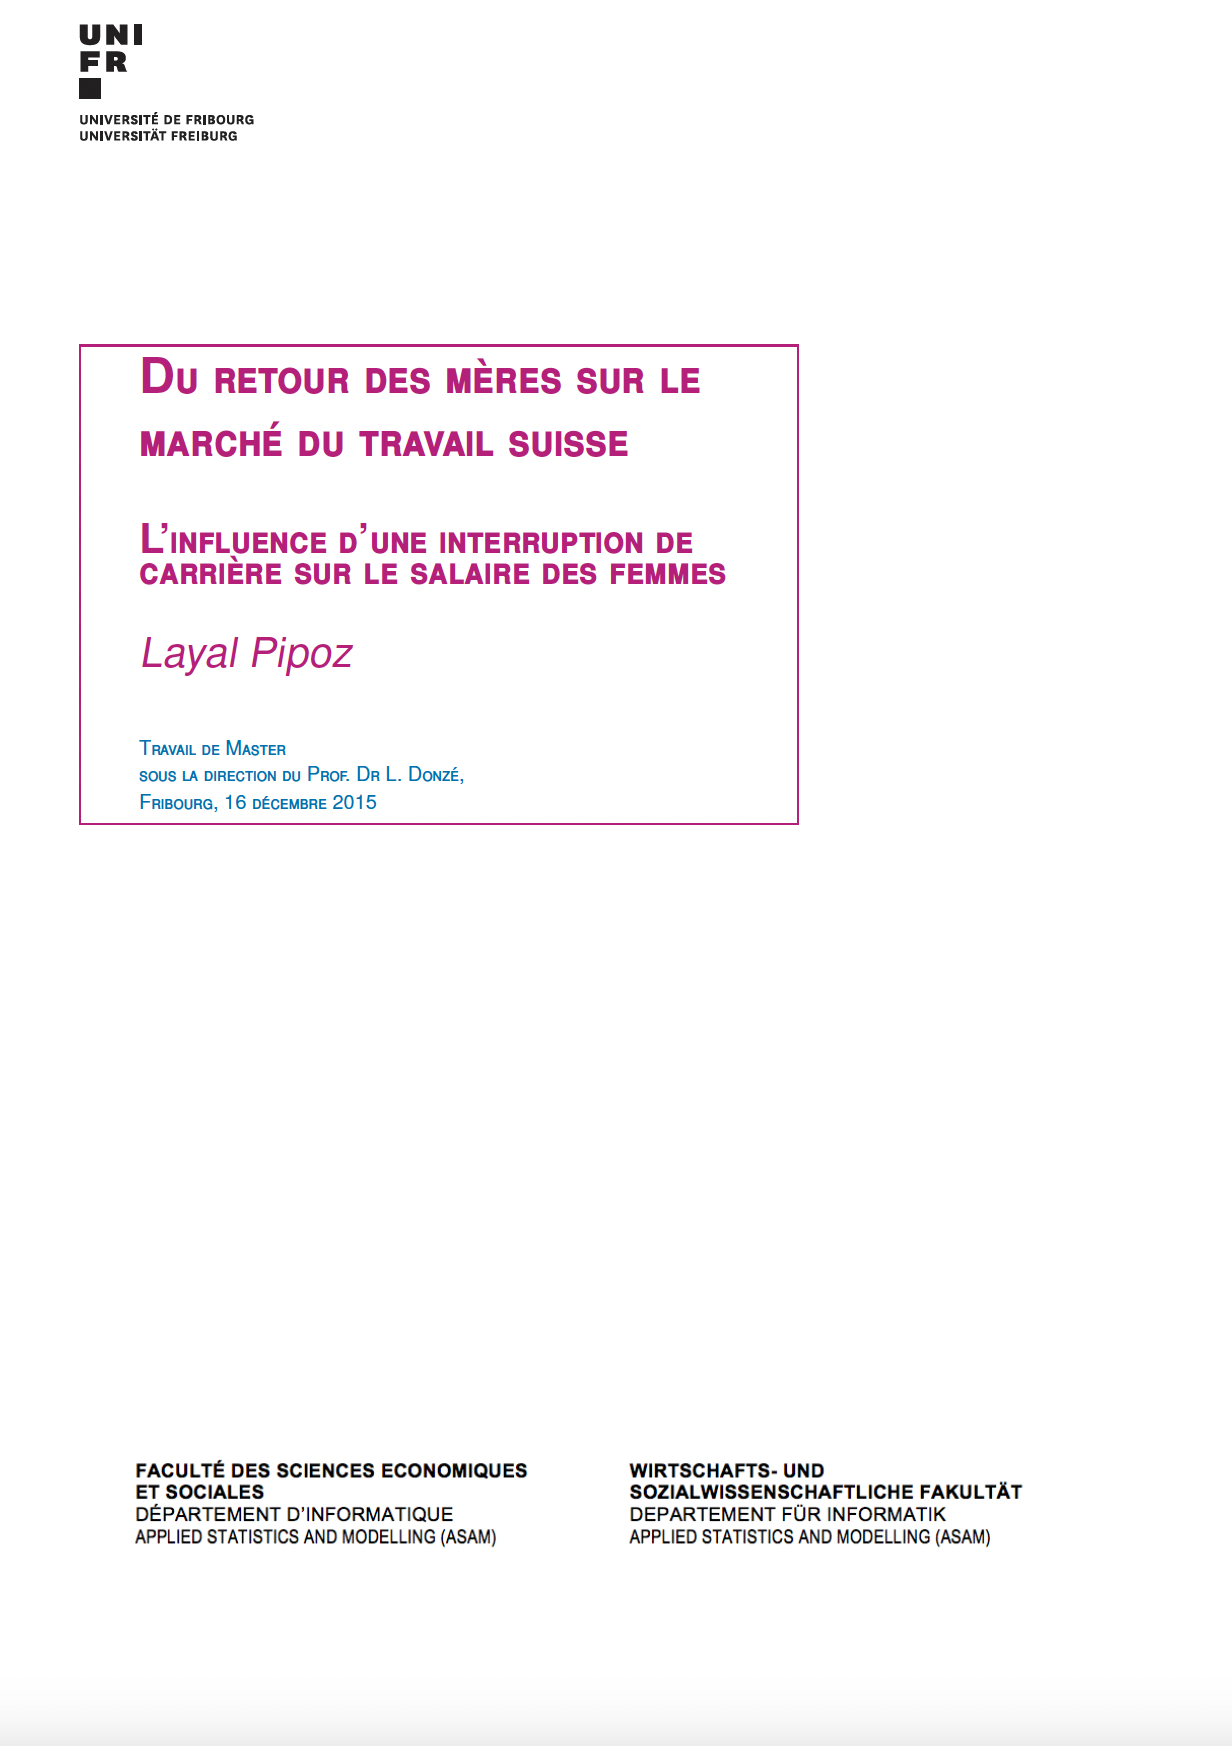 UNI
FR
UNIVERSITÉ DE FRIBOURG
UNIVERSITÄT FREIBURG
DU RETOUR DES MÈRES SUR LE
MARCHÉ DU TRAVAIL SUISSE
L'INFLUENCE D'UNE INTERRUPTION DE
CARRIÈRE SUR LE SALAIRE DES FEMMES
Layal Pipoz
TRAVAIL DE MASTER
SOUS LA DIRECTION DU PROF. DR L. DONZÉ,
FRIBOURG, 16 DÉCEMBRE 2015
FACULTÉ DES SCIENCES ECONOMIQUES
ET SOCIALES
DÉPARTEMENT D'INFORMATIQUE
APPLIED STATISTICS AND MODELLING (ASAM)
WIRTSCHAFTS- UND
SOZIALWISSENSCHAFTLICHE FAKULTÄT
DEPARTEMENT FÜR INFORMATIK
APPLIED STATISTICS AND MODELLING (ASAM)